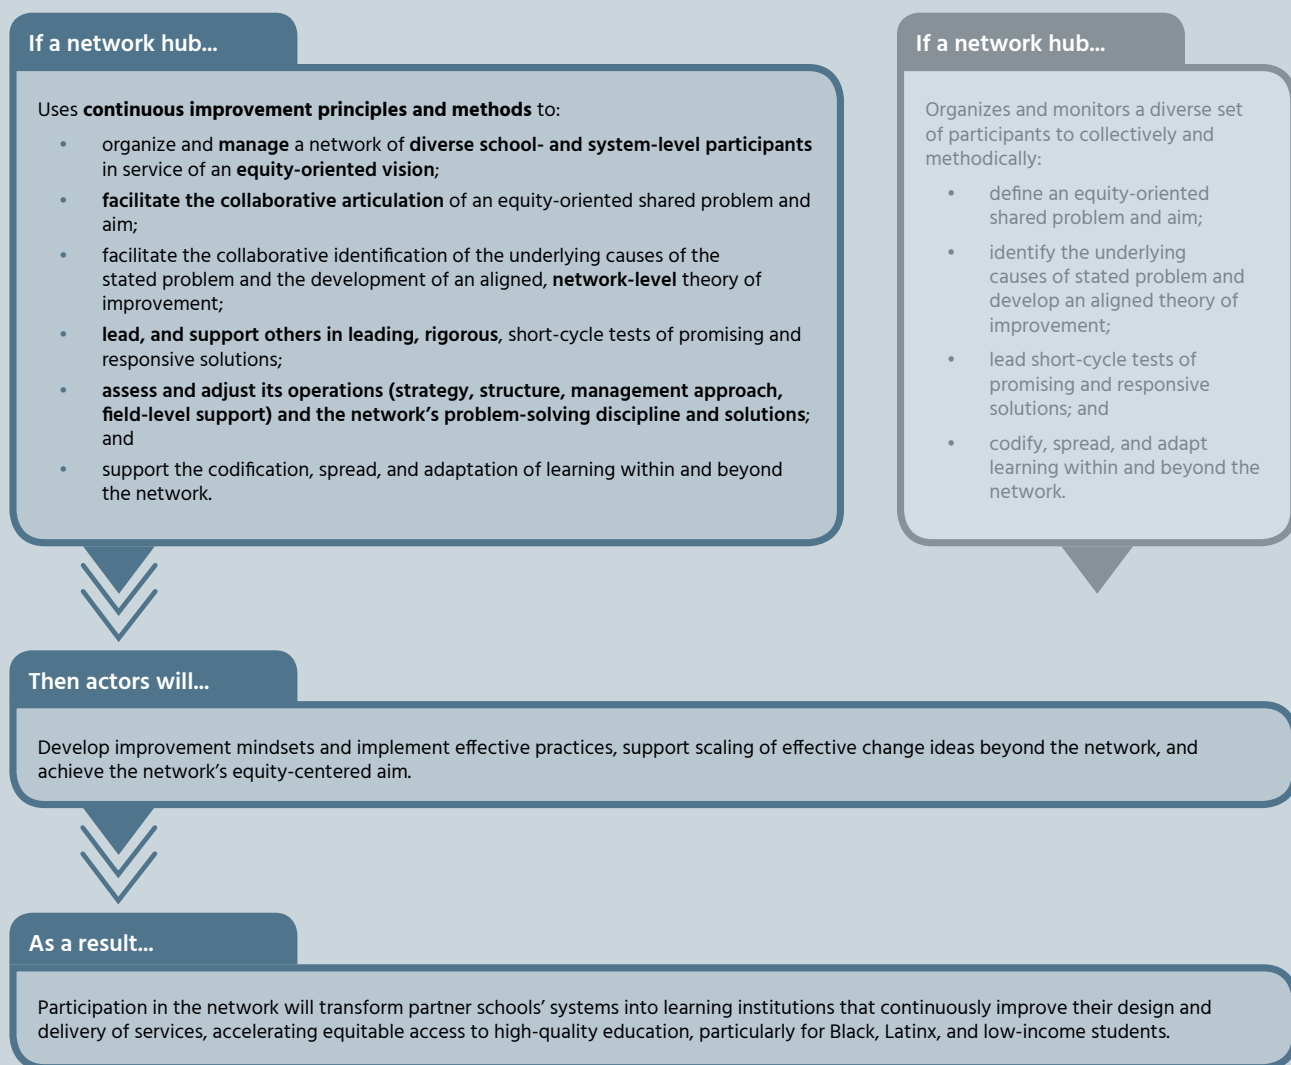 If a network hub...
Uses continuous improvement principles and methods to:
• organize and manage a network of diverse school- and system-level participants
in service of an equity-oriented vision;
• facilitate the collaborative articulation of an equity-oriented shared problem and
aim;
• facilitate the collaborative identification of the underlying causes of the
stated problem and the development of an aligned, network-level theory of
improvement;
• lead, and support others in leading, rigorous, short-cycle tests of promising and
responsive solutions;
• assess and adjust its operations (strategy, structure, management approach,
field-level support) and the network’s problem-solving discipline and solutions;
and
• support the codification, spread, and adaptation of learning within and beyond
the network.
If a network hub...
Organizes and monitors a diverse set
of participants to collectively and
methodically:
• define an equity-oriented
shared problem and aim;
• identify the underlying
causes of stated problem and
develop an aligned theory of
improvement;
• lead short-cycle tests of
promising and responsive
solutions; and
• codify, spread, and adapt
learning within and beyond the
network.
Then actors will...
Develop improvement mindsets and implement effective practices, support scaling of effective change ideas beyond the network, and
achieve the network’s equity-centered aim.
As a result...
Participation in the network will transform partner schools’ systems into learning institutions that continuously improve their design and
delivery of services, accelerating equitable access to high-quality education, particularly for Black, Latinx, and low-income students.